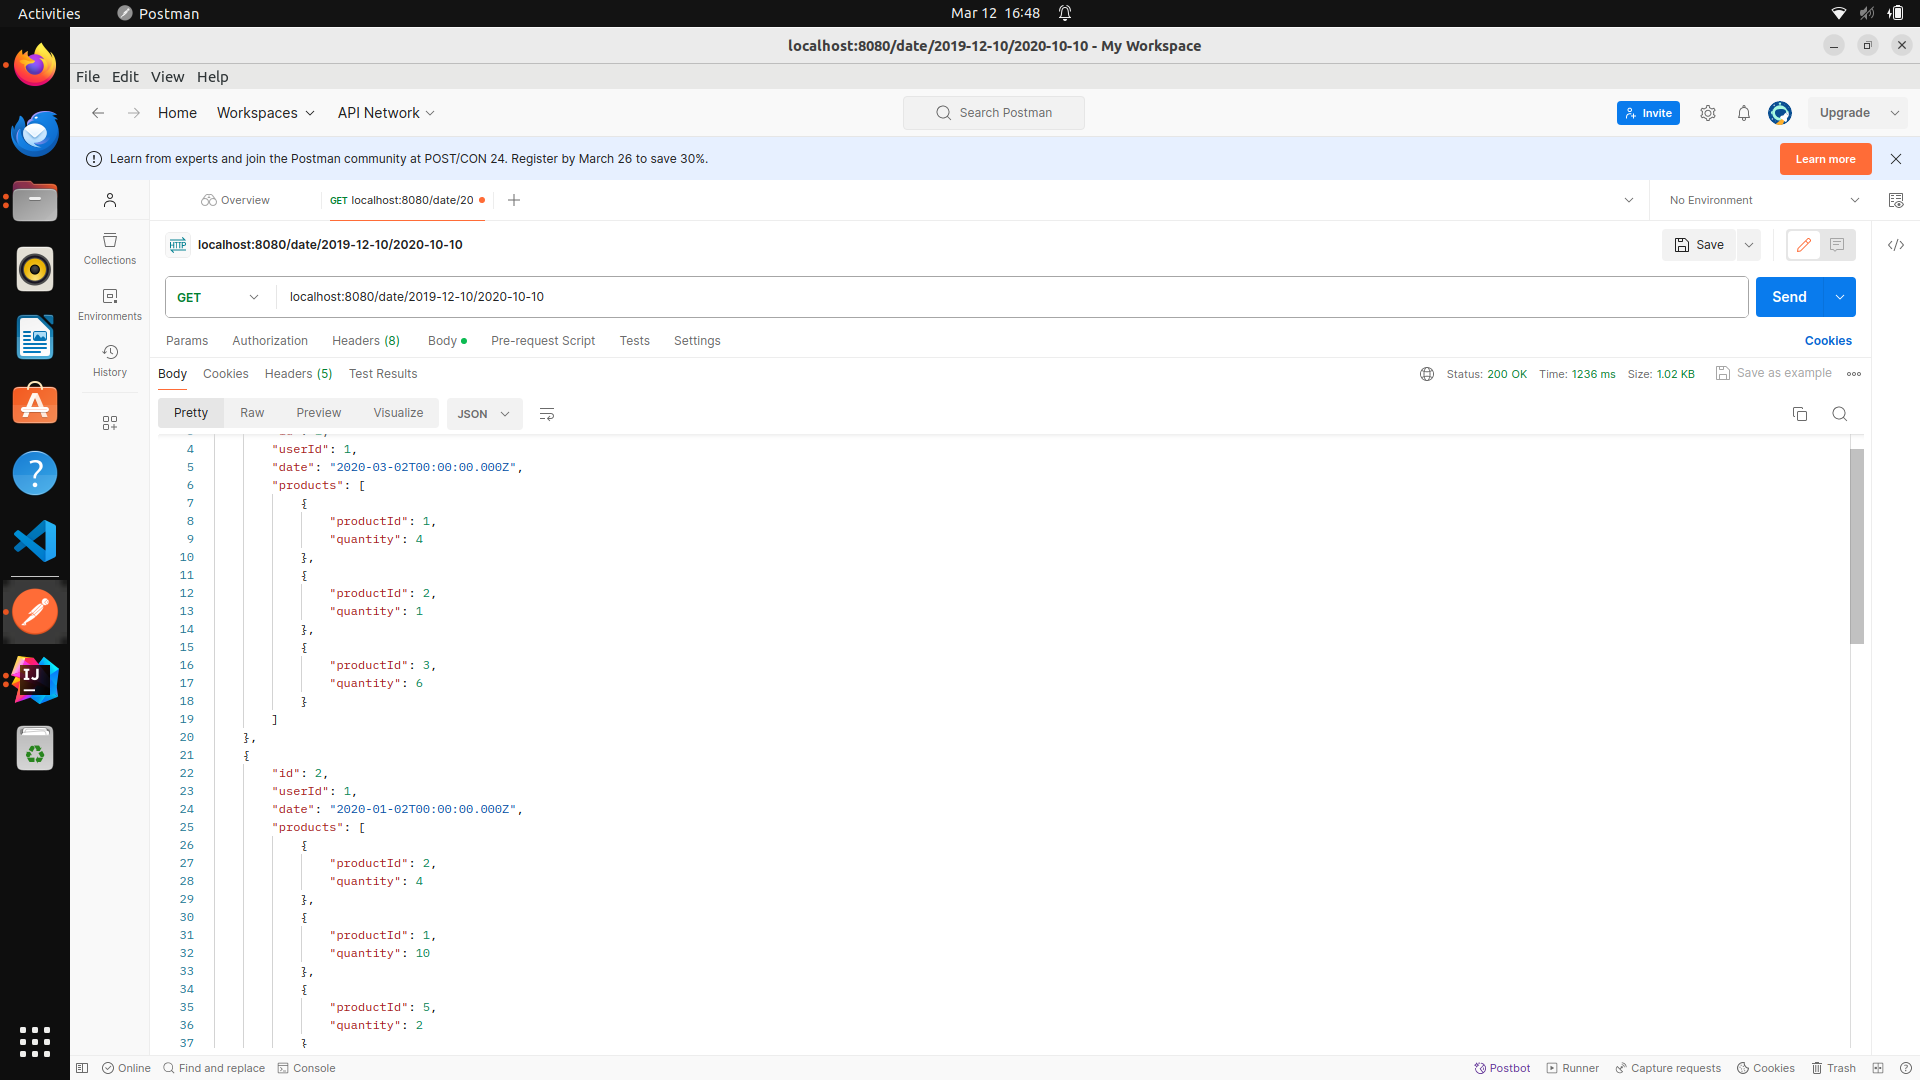 Activities
Postman
Mar 12 16:48
localhost:8080/date/2019-12-10/2020-10-10 - My Workspace
File Edit View Help
Home Workspaces API Network
Search Postman
Invite
Upgrade
Learn from experts and join the Postman community at POST/CON 24. Register by March 26 to save 30%.
Learn more
Overview
GET localhost:8080/date/20
No Environment
HTTP localhost:8080/date/2019-12-10/2020-10-10
Save
Collections
Environments
History
GET
localhost:8080/date/2019-12-10/2020-10-10
Send
Params Authorization Headers (8) Body Pre-request Script Tests Settings
Cookies
Body Cookies Headers (5) Test Results
Status: 200 OK Time: 1236 ms Size: 1.02 KB Save as example
Pretty Raw Preview Visualize JSON
4 "userId": 1,
5 "date": "2020-03-02T00:00:00.000Z",
6 "products": [
7 {
8 "productId": 1,
9 "quantity": 4
10 },
11 {
12 "productId": 2,
13 "quantity": 1
14 },
15 {
16 "productId": 3,
17 "quantity": 6
18 }
19 ]
20 },
21 {
22 "id": 2,
23 "userId": 1,
24 "date": "2020-01-02T00:00:00.000Z",
25 "products": [
26 {
27 "productId": 2,
28 "quantity": 4
29 },
30 {
31 "productId": 1,
32 "quantity": 10
33 },
34 {
35 "productId": 5,
36 "quantity": 2
37 }
Online Find and replace Console
Postbot Runner Capture requests Cookies Trash
IJ